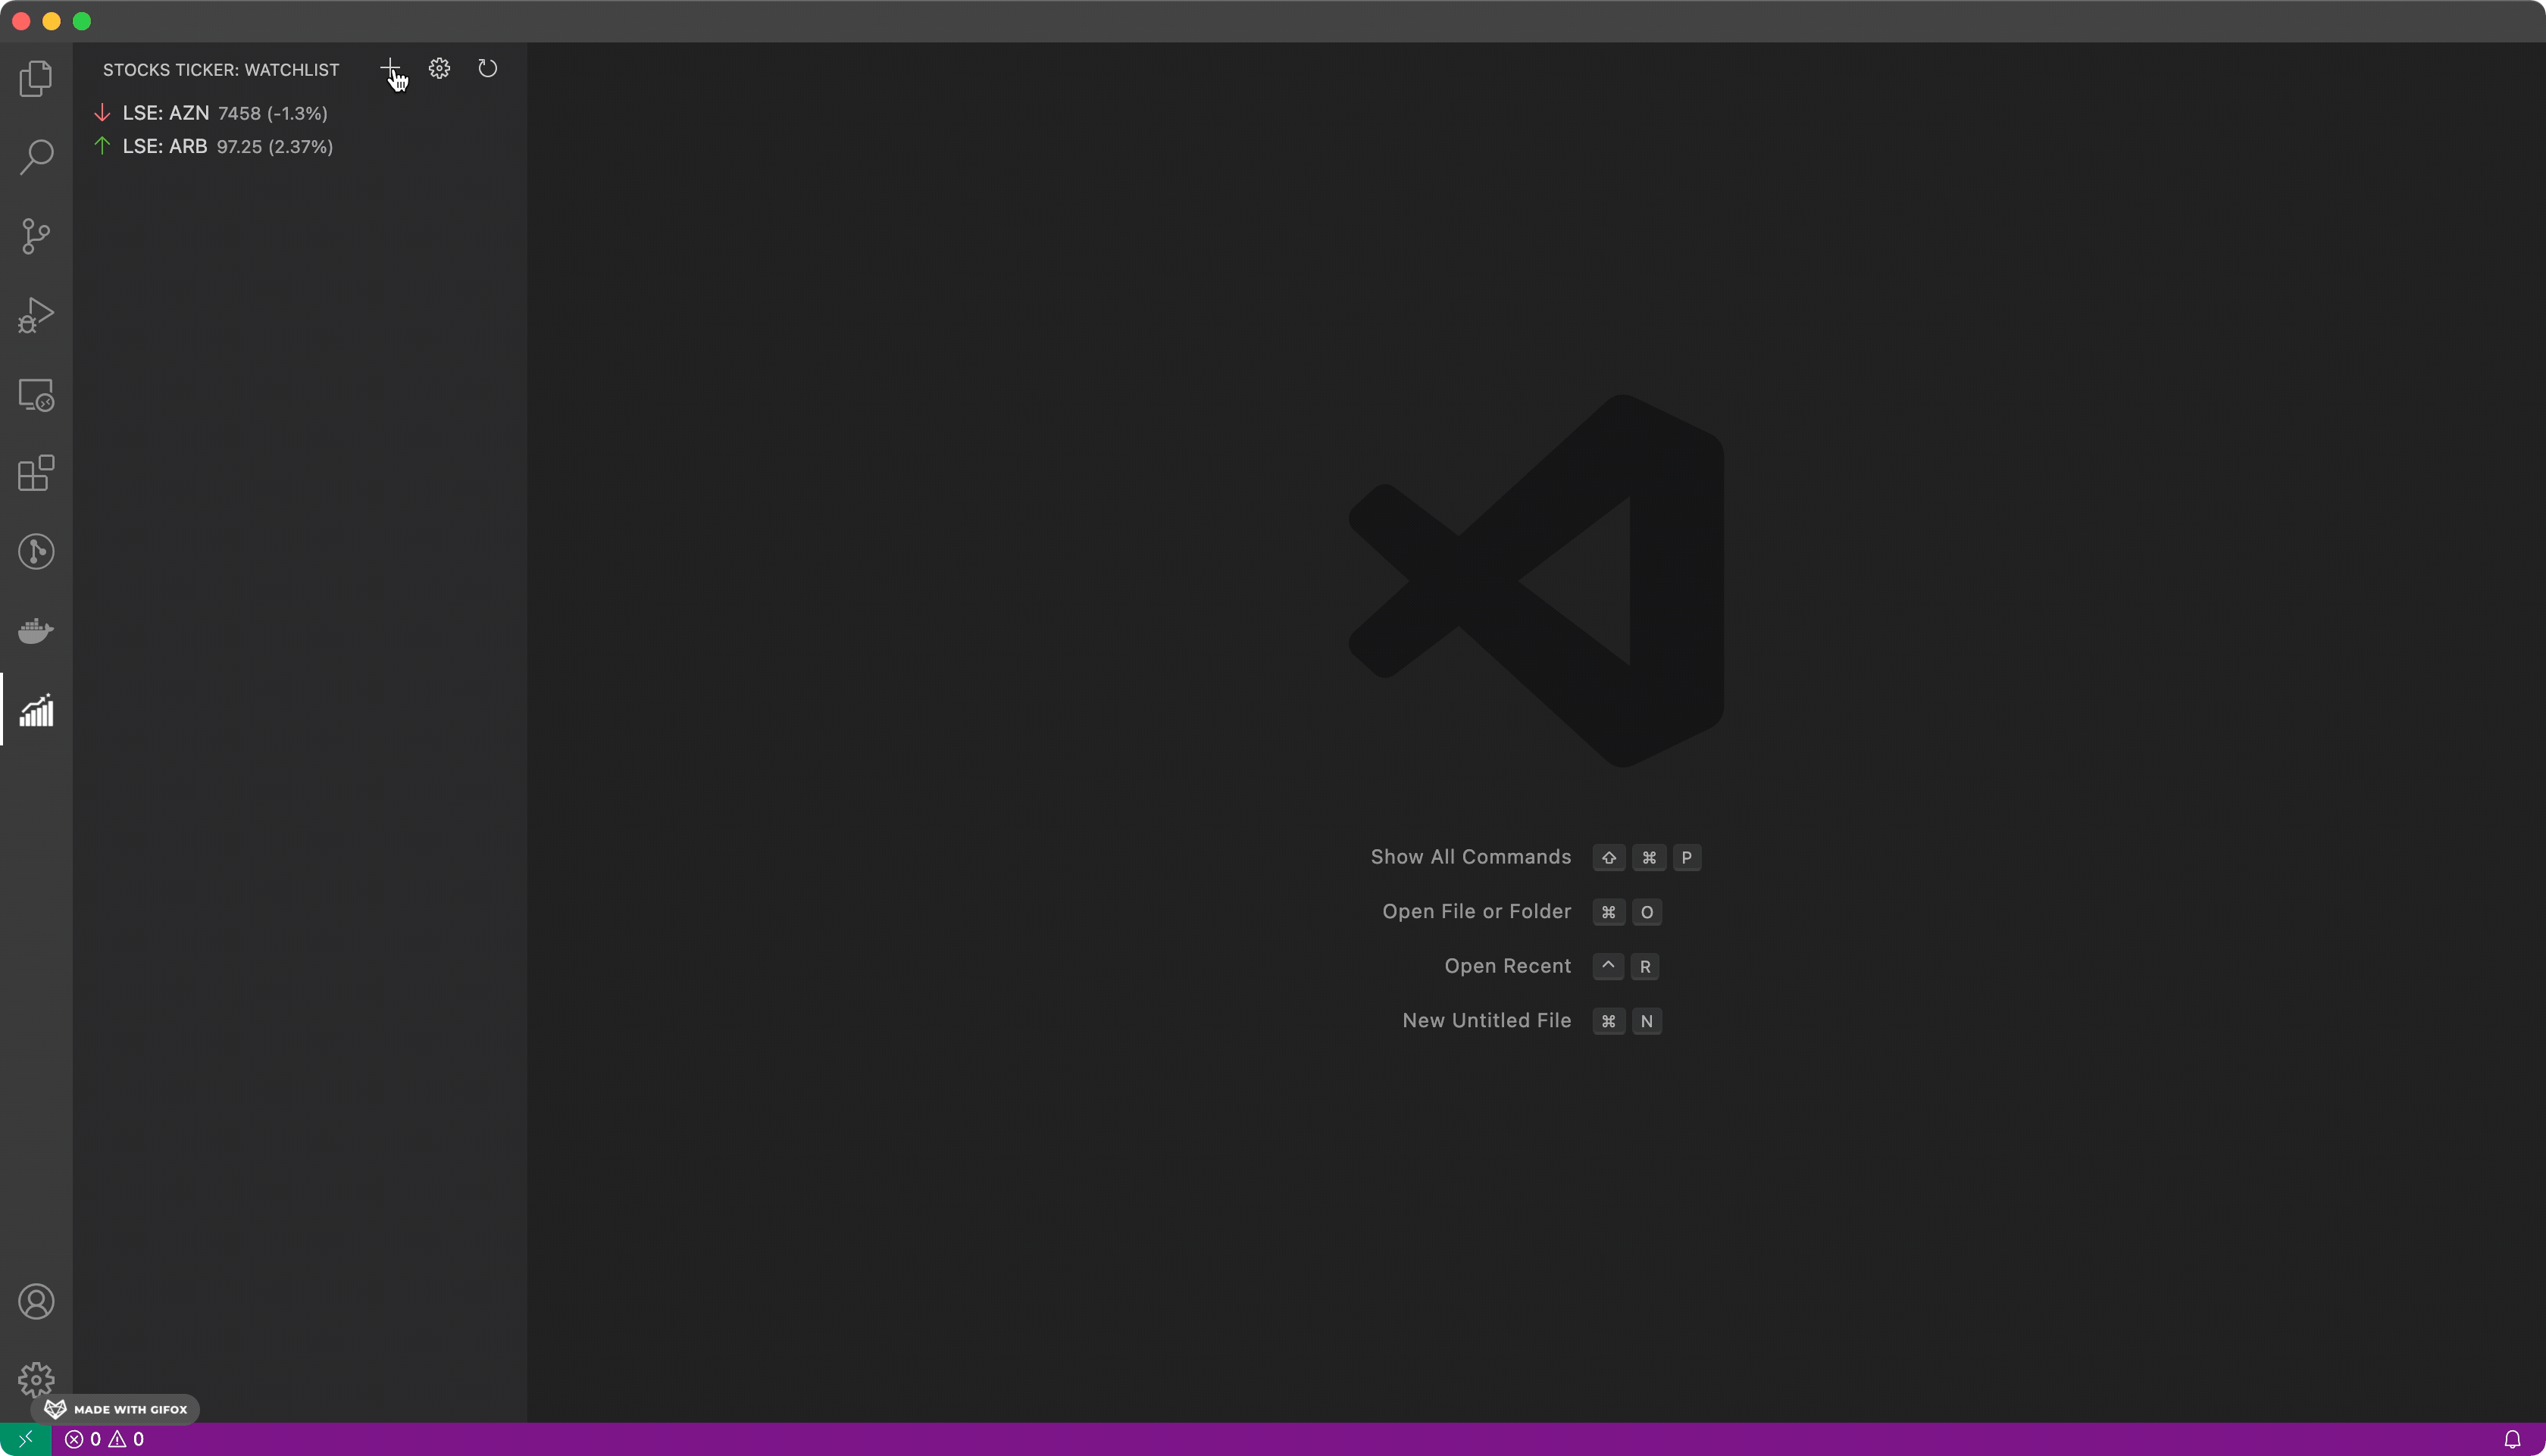 STOCKS TICKER: WATCHLIST
LSE: AZN 7458 (-1.3%)
LSE: ARB 97.25 (2.37%)
Show All Commands ⇧ ⌘ P
Open File or Folder ⌘ O
Open Recent ^ R
New Untitled File ⌘ N
MADE WITH GIFOX
0 0